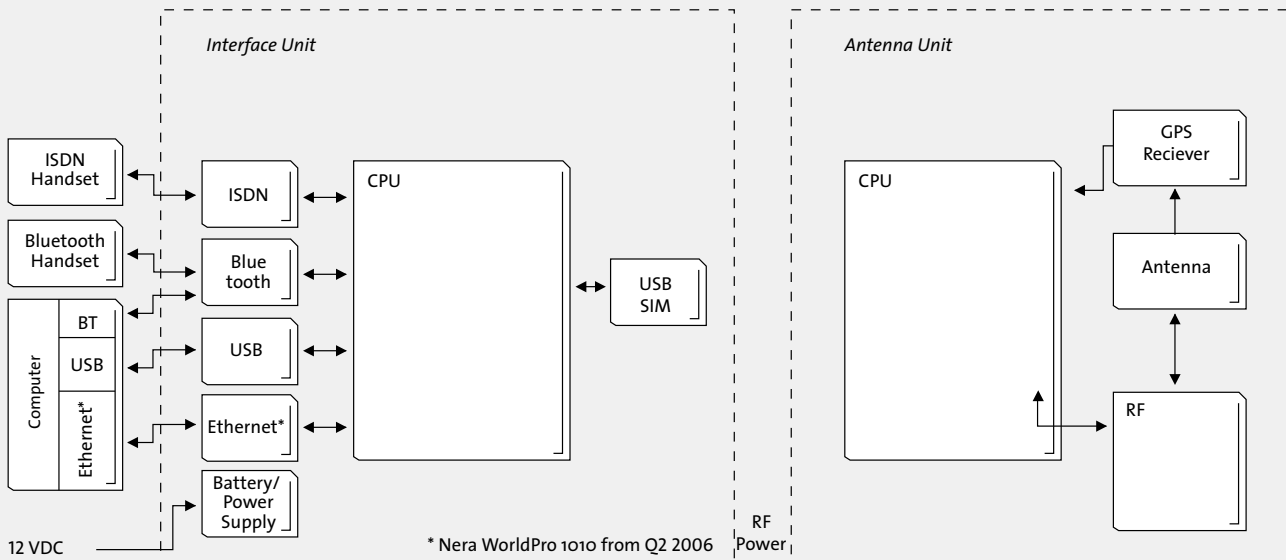 Interface Unit
ISDN
Handset
Bluetooth
Handset
Computer
BT
USB
Ethernet*
12 VDC
ISDN
Blue
tooth
USB
Ethernet*
Battery/
Power
Supply
CPU
USB
SIM
* Nera WorldPro 1010 from Q2 2006
RF
Power
Antenna Unit
CPU
GPS
Reciever
Antenna
RF